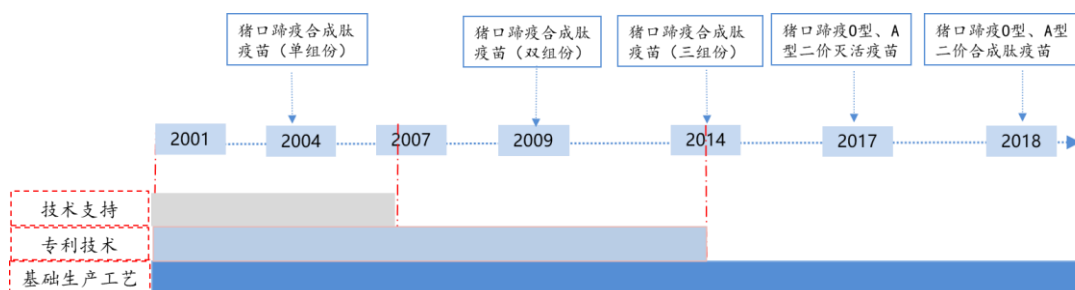 猪口蹄疫合成肽
疫苗（单组份）
猪口蹄疫合成肽
疫苗（双组份）
猪口蹄疫合成肽
疫苗（三组份）
猪口蹄疫O型、A
型二价灭活疫苗
猪口蹄疫O型、A型
二价合成肽疫苗
2001
2004
2007
2009
2014
2017
2018
技术支持
专利技术
基础生产工艺